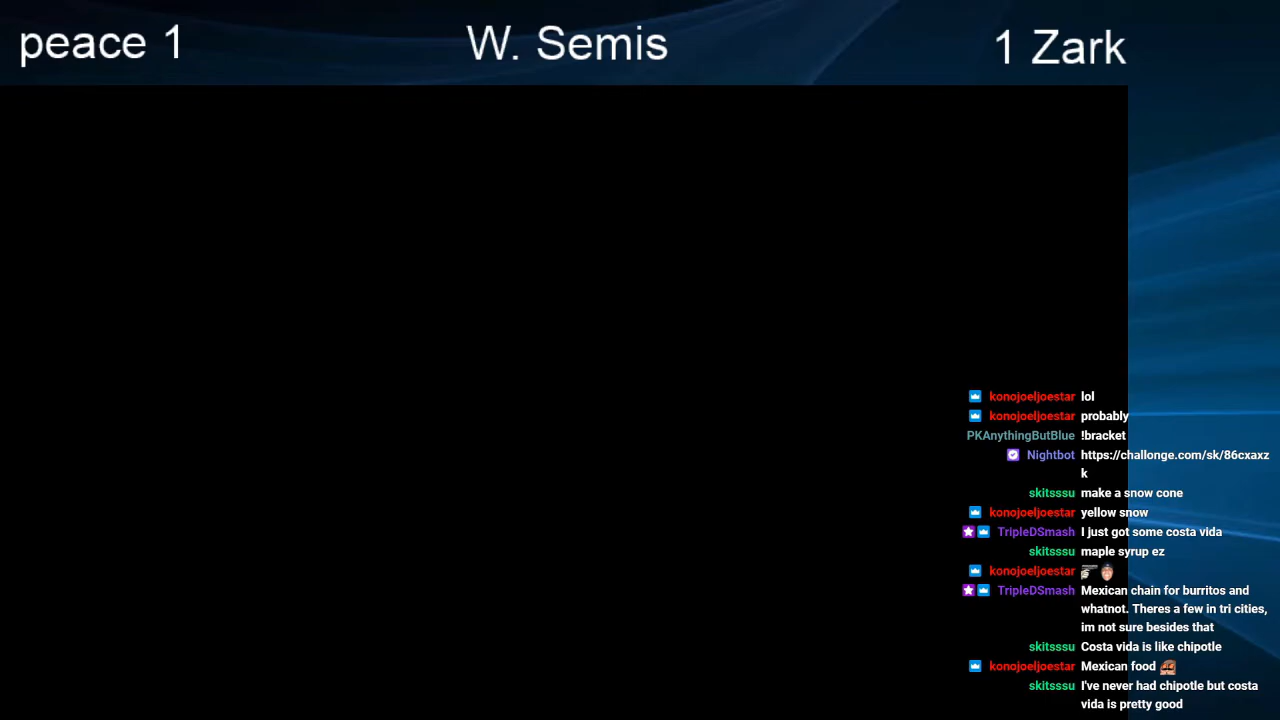 peace 1 W. Semis 1 Zark
konojoeljoestar lol
konojoeljoestar probably
PKAnythingButBlue !bracket
Nightbot https://challonge.com/sk/86cxaxz
k
skitsssu make a snow cone
konojoeljoestar yellow snow
TripleDSmash I just got some costa vida
skitsssu maple syrup ez
konojoeljoestar
TripleDSmash Mexican chain for burritos and
whatnot. Theres a few in tri cities,
im not sure besides that
skitsssu Costa vida is like chipotle
konojoeljoestar Mexican food
skitsssu I've never had chipotle but costa
vida is pretty good